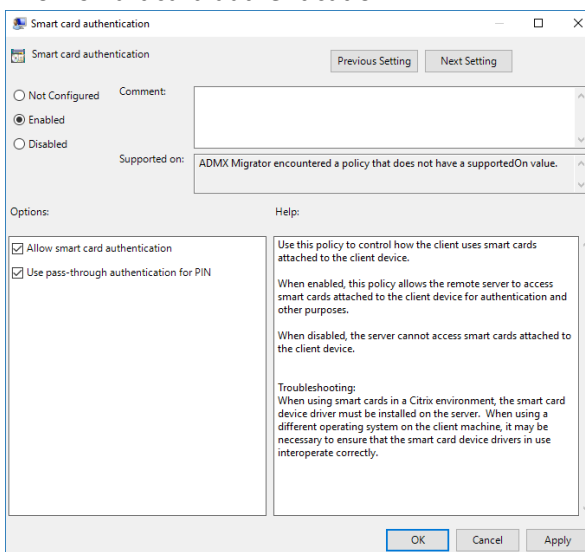 Smart card authentication
Smart card authentication
Previous Setting
Next Setting
Not Configured
Comment:
Enabled
Disabled
Supported on:
ADMX Migrator encountered a policy that does not have a supportedOn value.
Options:
Help:
Allow smart card authentication
Use pass-through authentication for PIN
Use this policy to control how the client uses smart cards
attached to the client device.
When enabled, this policy allows the remote server to access
smart cards attached to the client device for authentication and
other purposes.
When disabled, the server cannot access smart cards attached to
the client device.
Troubleshooting:
When using smart cards in a Citrix environment, the smart card
device driver must be installed on the server.  When using a
different operating system on the client machine, it may be
necessary to ensure that the smart card device drivers in use
interoperate correctly.
OK
Cancel
Apply